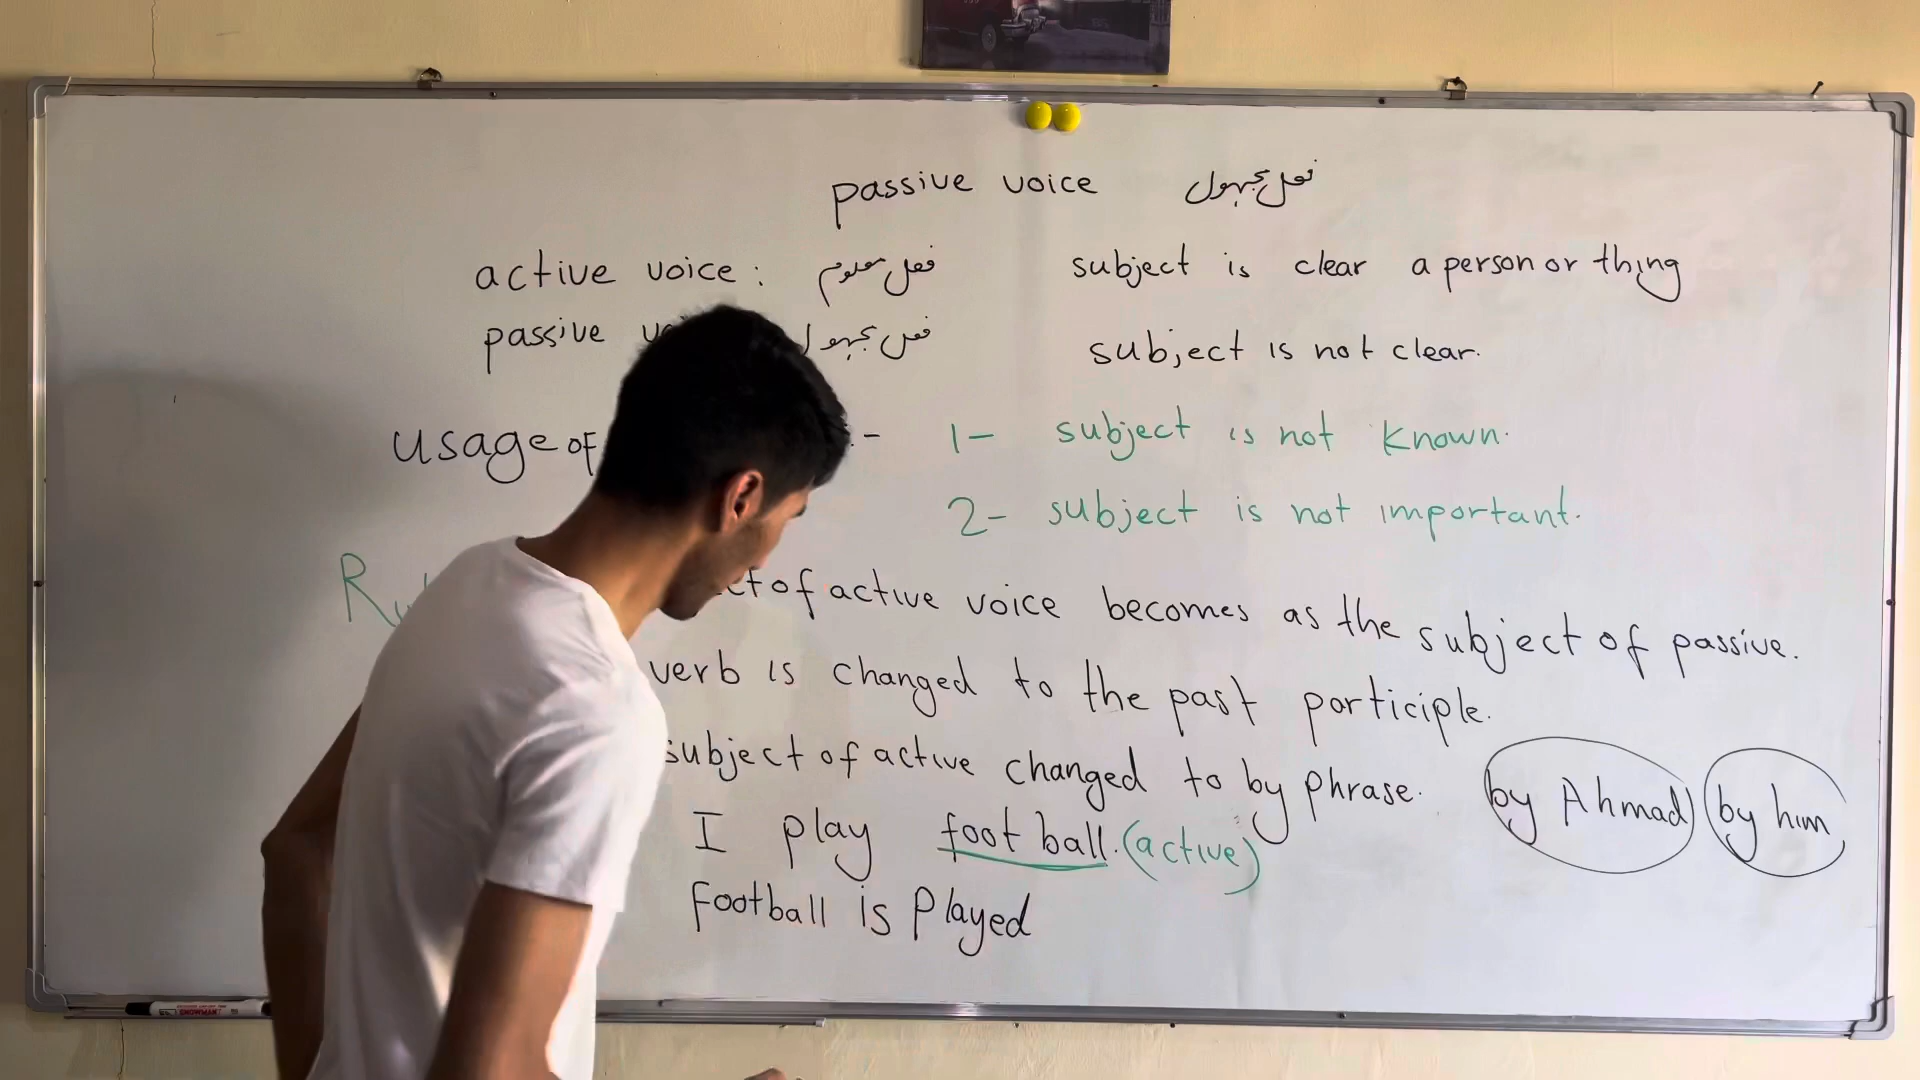 passive voice فعل مجهول
active voice : فعل معلوم subject is clear a person or thing
passive فعل مجهول subject is not clear.
usage of :- 1- subject is not known.
2- subject is not important.
of active voice becomes as the subject of passive.
verb is changed to the past participle.
subject of active changed to by phrase. by Ahmad by him
I play foot ball. (active)
Football is Played